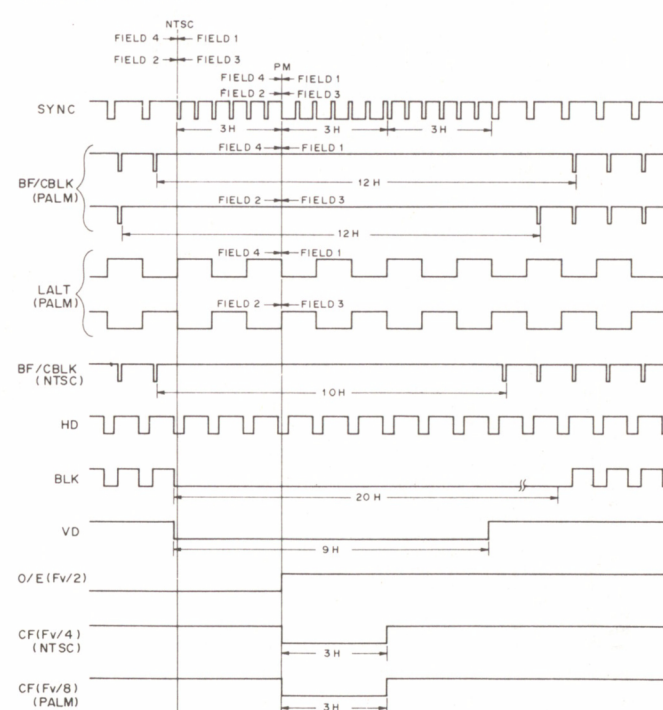 NTSC
FIELD 4 FIELD 1
FIELD 2 FIELD 3
PM
FIELD 4 FIELD 1
FIELD 2 FIELD 3
SYNC
3H 3H 3H
FIELD 4 FIELD 1
BF/CBLK
(PALM)
12H
FIELD 2 FIELD 3
12H
FIELD 4 FIELD 1
LALT
(PALM)
FIELD 2 FIELD 3
BF/CBLK
(NTSC)
10H
HD
BLK
20H
VD
9H
O/E(Fv/2)
CF(Fv/4)
(NTSC)
3H
CF(Fv/8)
(PALM)
3H